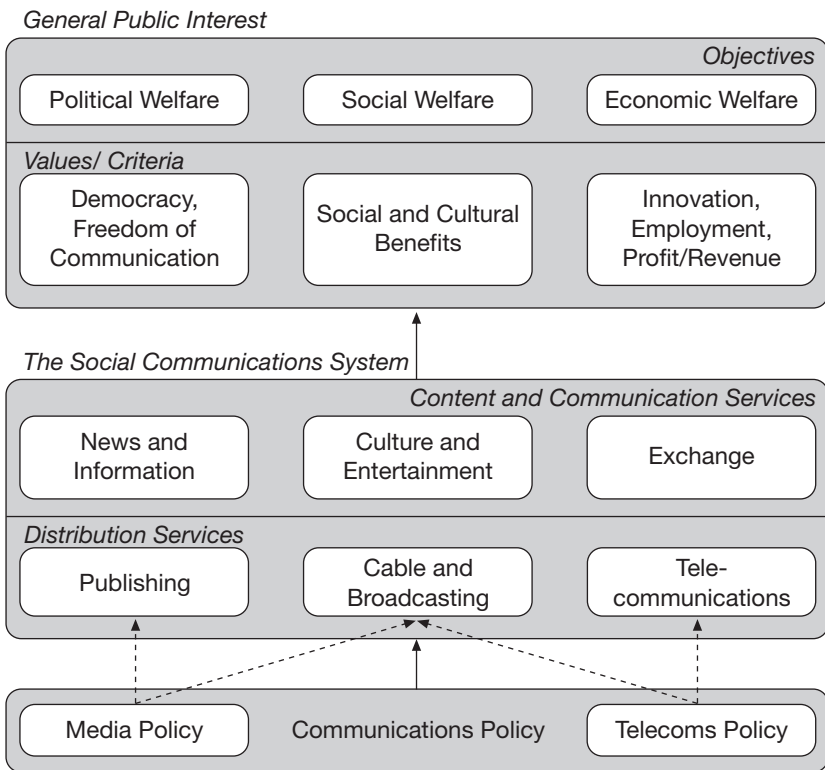 General Public Interest
Objectives
Political Welfare
Social Welfare
Economic Welfare
Values/ Criteria
Democracy,
Freedom of
Communication
Social and Cultural
Benefits
Innovation,
Employment,
Profit/Revenue
The Social Communications System
Content and Communication Services
News and
Information
Culture and
Entertainment
Exchange
Distribution Services
Publishing
Cable and
Broadcasting
Tele-
communications
Media Policy
Communications Policy
Telecoms Policy